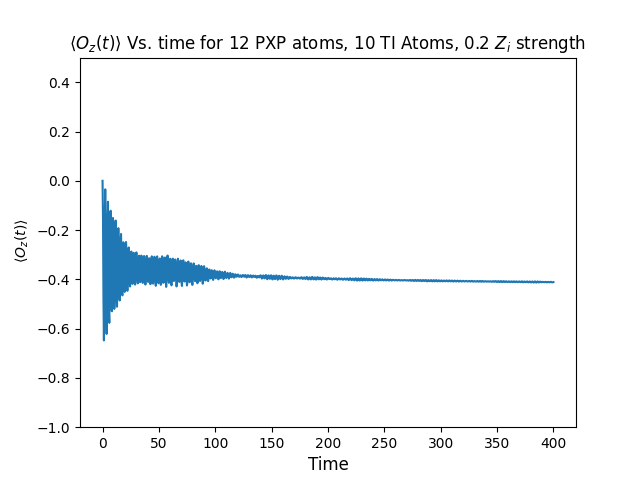 ⟨O_z(t)⟩ Vs. time for 12 PXP atoms, 10 TI Atoms, 0.2 Z_i strength
0.4
0.2
0.0
−0.2
−0.4
−0.6
−0.8
−1.0
⟨O_z(t)⟩
0 50 100 150 200 250 300 350 400
Time